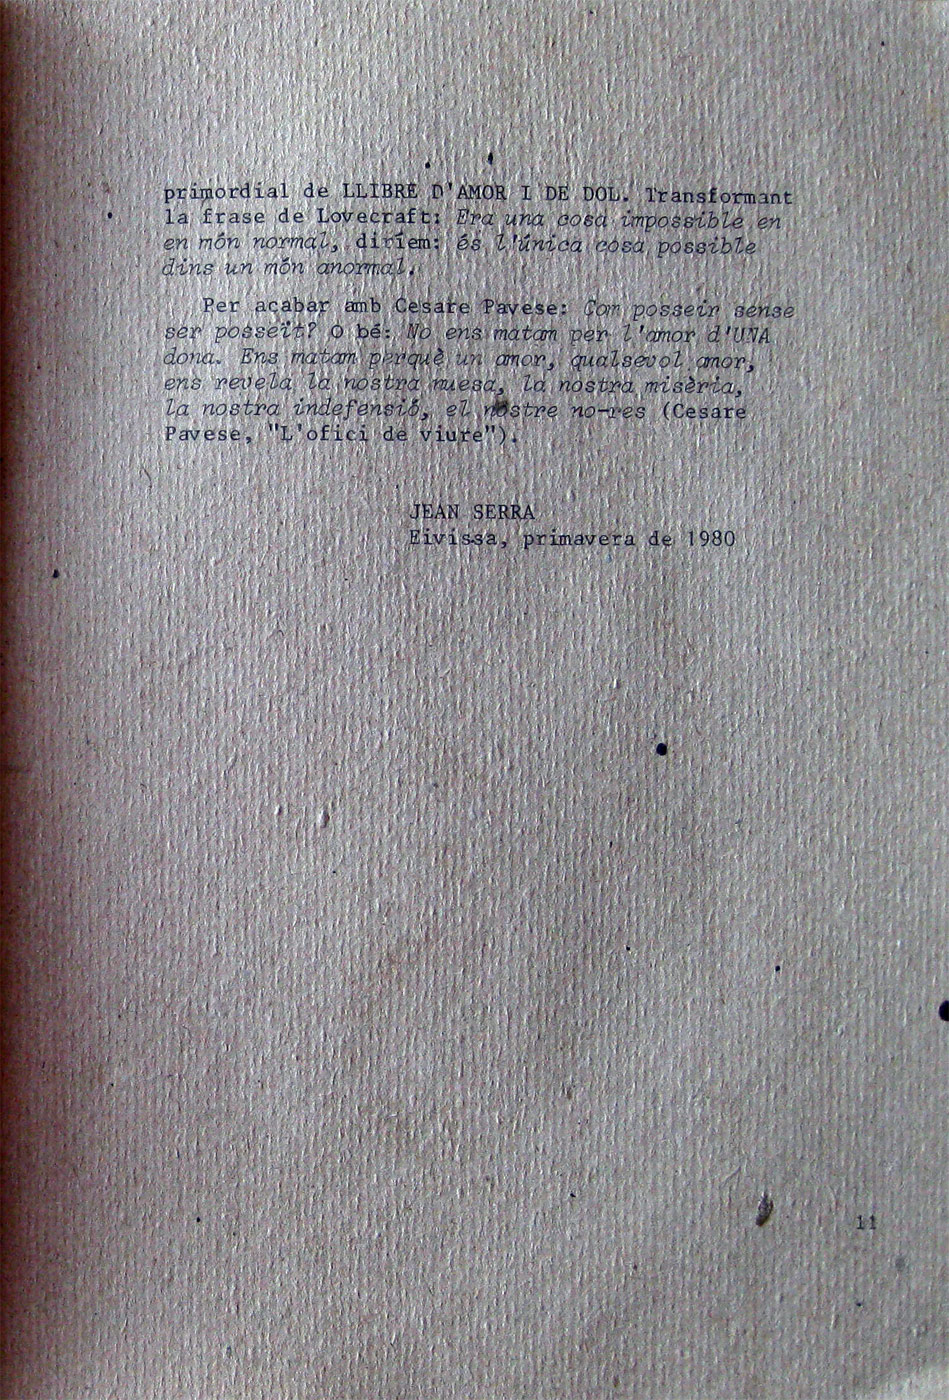 primordial de LLIBRE D'AMOR I DE DOL. Transformant
la frase de Lovecraft: Era una cosa impossible en
en món normal, diríem: és l'única cosa possible
dins un món anormal.
Per acabar amb Cesare Pavese: Com posseir sense
ser posseït? O bé: No ens matam per l'amor d'UNA
dona. Ens matam perquè un amor, qualsevol amor,
ens revela la nostra nuesa, la nostra misèria,
la nostra indefensió, el nostre no-res (Cesare
Pavese, "L'ofici de viure").
JEAN SERRA
Eivissa, primavera de 1980
11